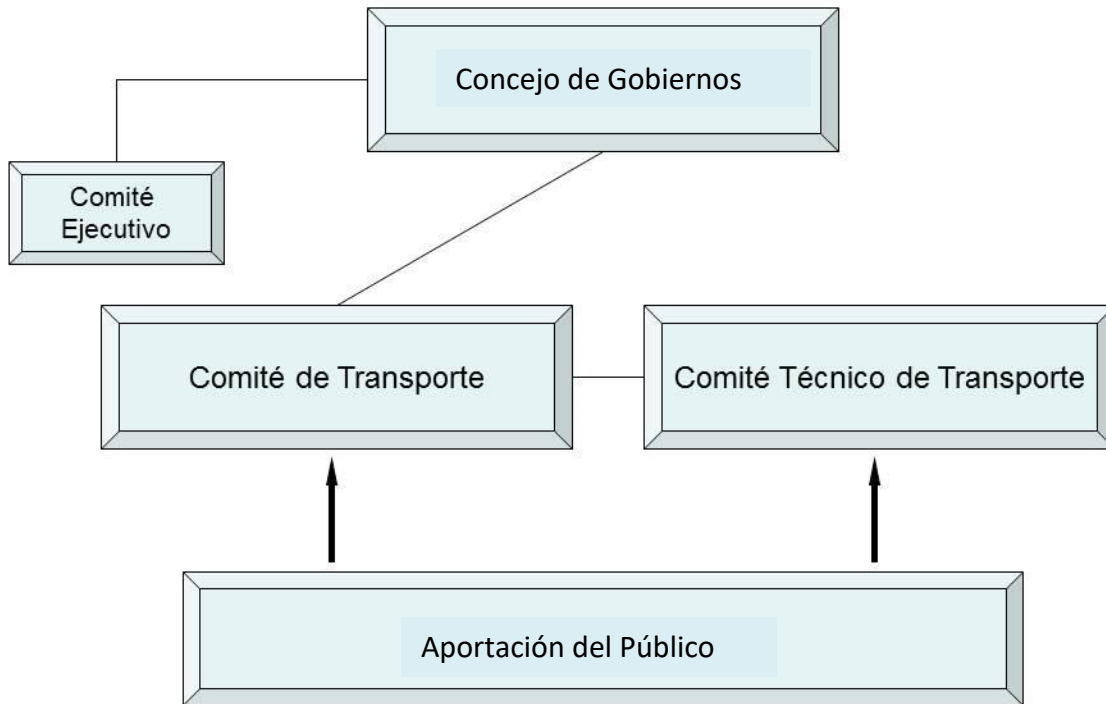 Concejo de Gobiernos
Comité
Ejecutivo
Comité de Transporte
Comité Técnico de Transporte
Aportación del Público